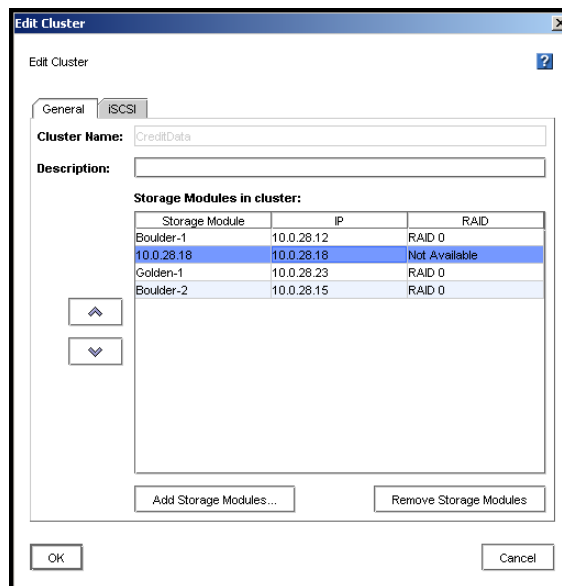 Edit Cluster
Edit Cluster
General iSCSI
Cluster Name: CreditData
Description:
Storage Modules in cluster:
Storage Module IP RAID
Boulder-1 10.0.28.12 RAID 0
10.0.28.18 10.0.28.18 Not Available
Golden-1 10.0.28.23 RAID 0
Boulder-2 10.0.28.15 RAID 0
Add Storage Modules... Remove Storage Modules
OK Cancel